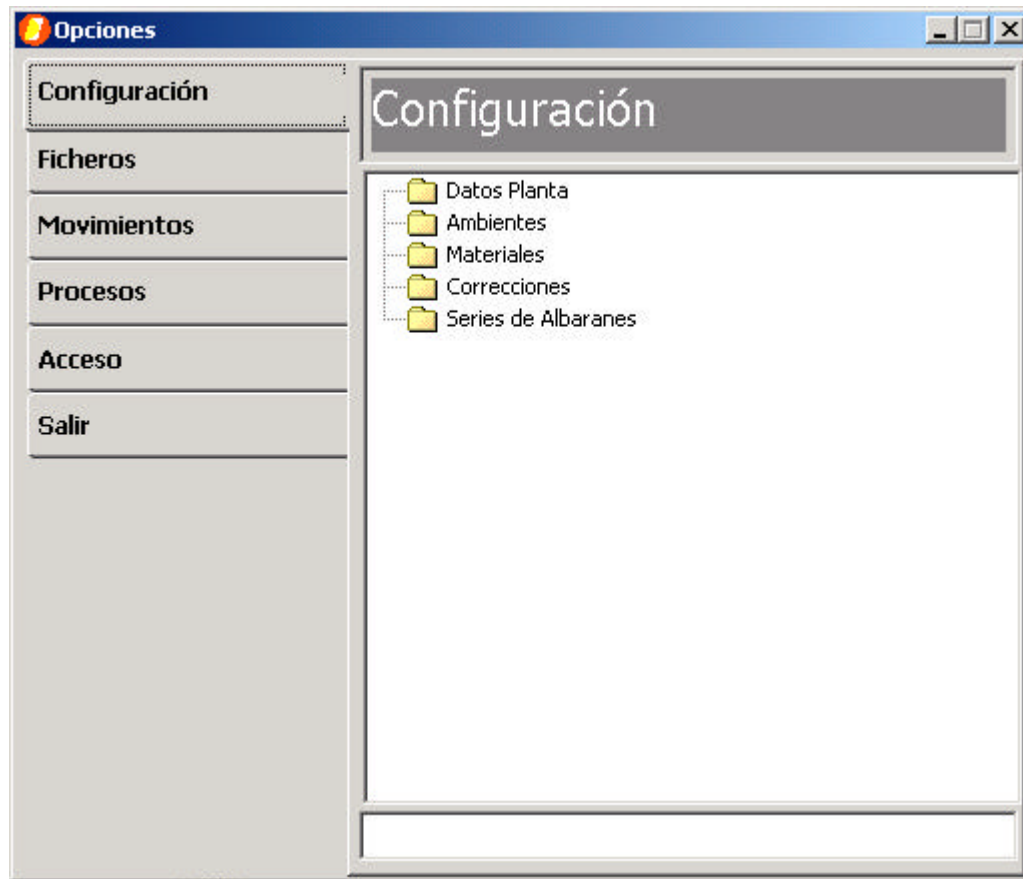 Opciones
Configuración
Ficheros
Movimientos
Procesos
Acceso
Salir
Configuración
Datos Planta
Ambientes
Materiales
Correcciones
Series de Albaranes